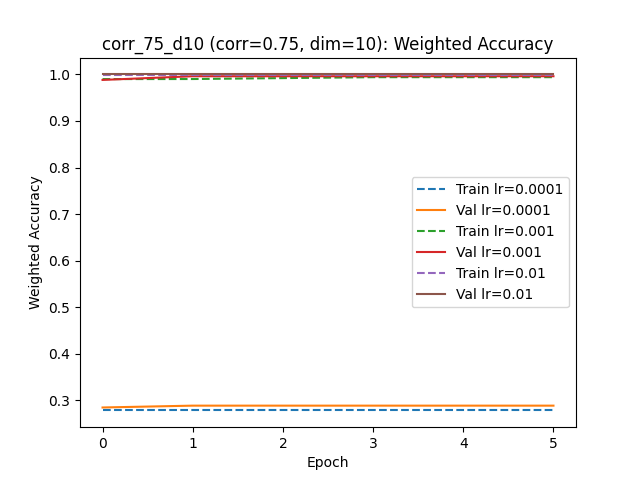 corr_75_d10 (corr=0.75, dim=10): Weighted Accuracy
Weighted Accuracy
1.0
0.9
0.8
0.7
0.6
0.5
0.4
0.3
Train lr=0.0001
Val lr=0.0001
Train lr=0.001
Val lr=0.001
Train lr=0.01
Val lr=0.01
0 1 2 3 4 5
Epoch